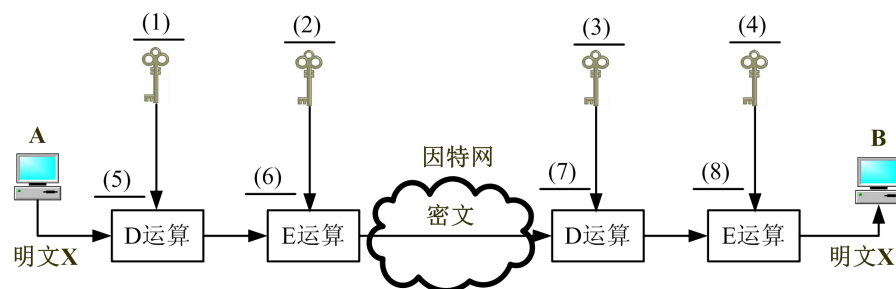 (1)
(2)
(3)
(4)
A
因特网
B
(5)
(6)
(7)
(8)
D运算
E运算
密文
D运算
E运算
明文X
明文X